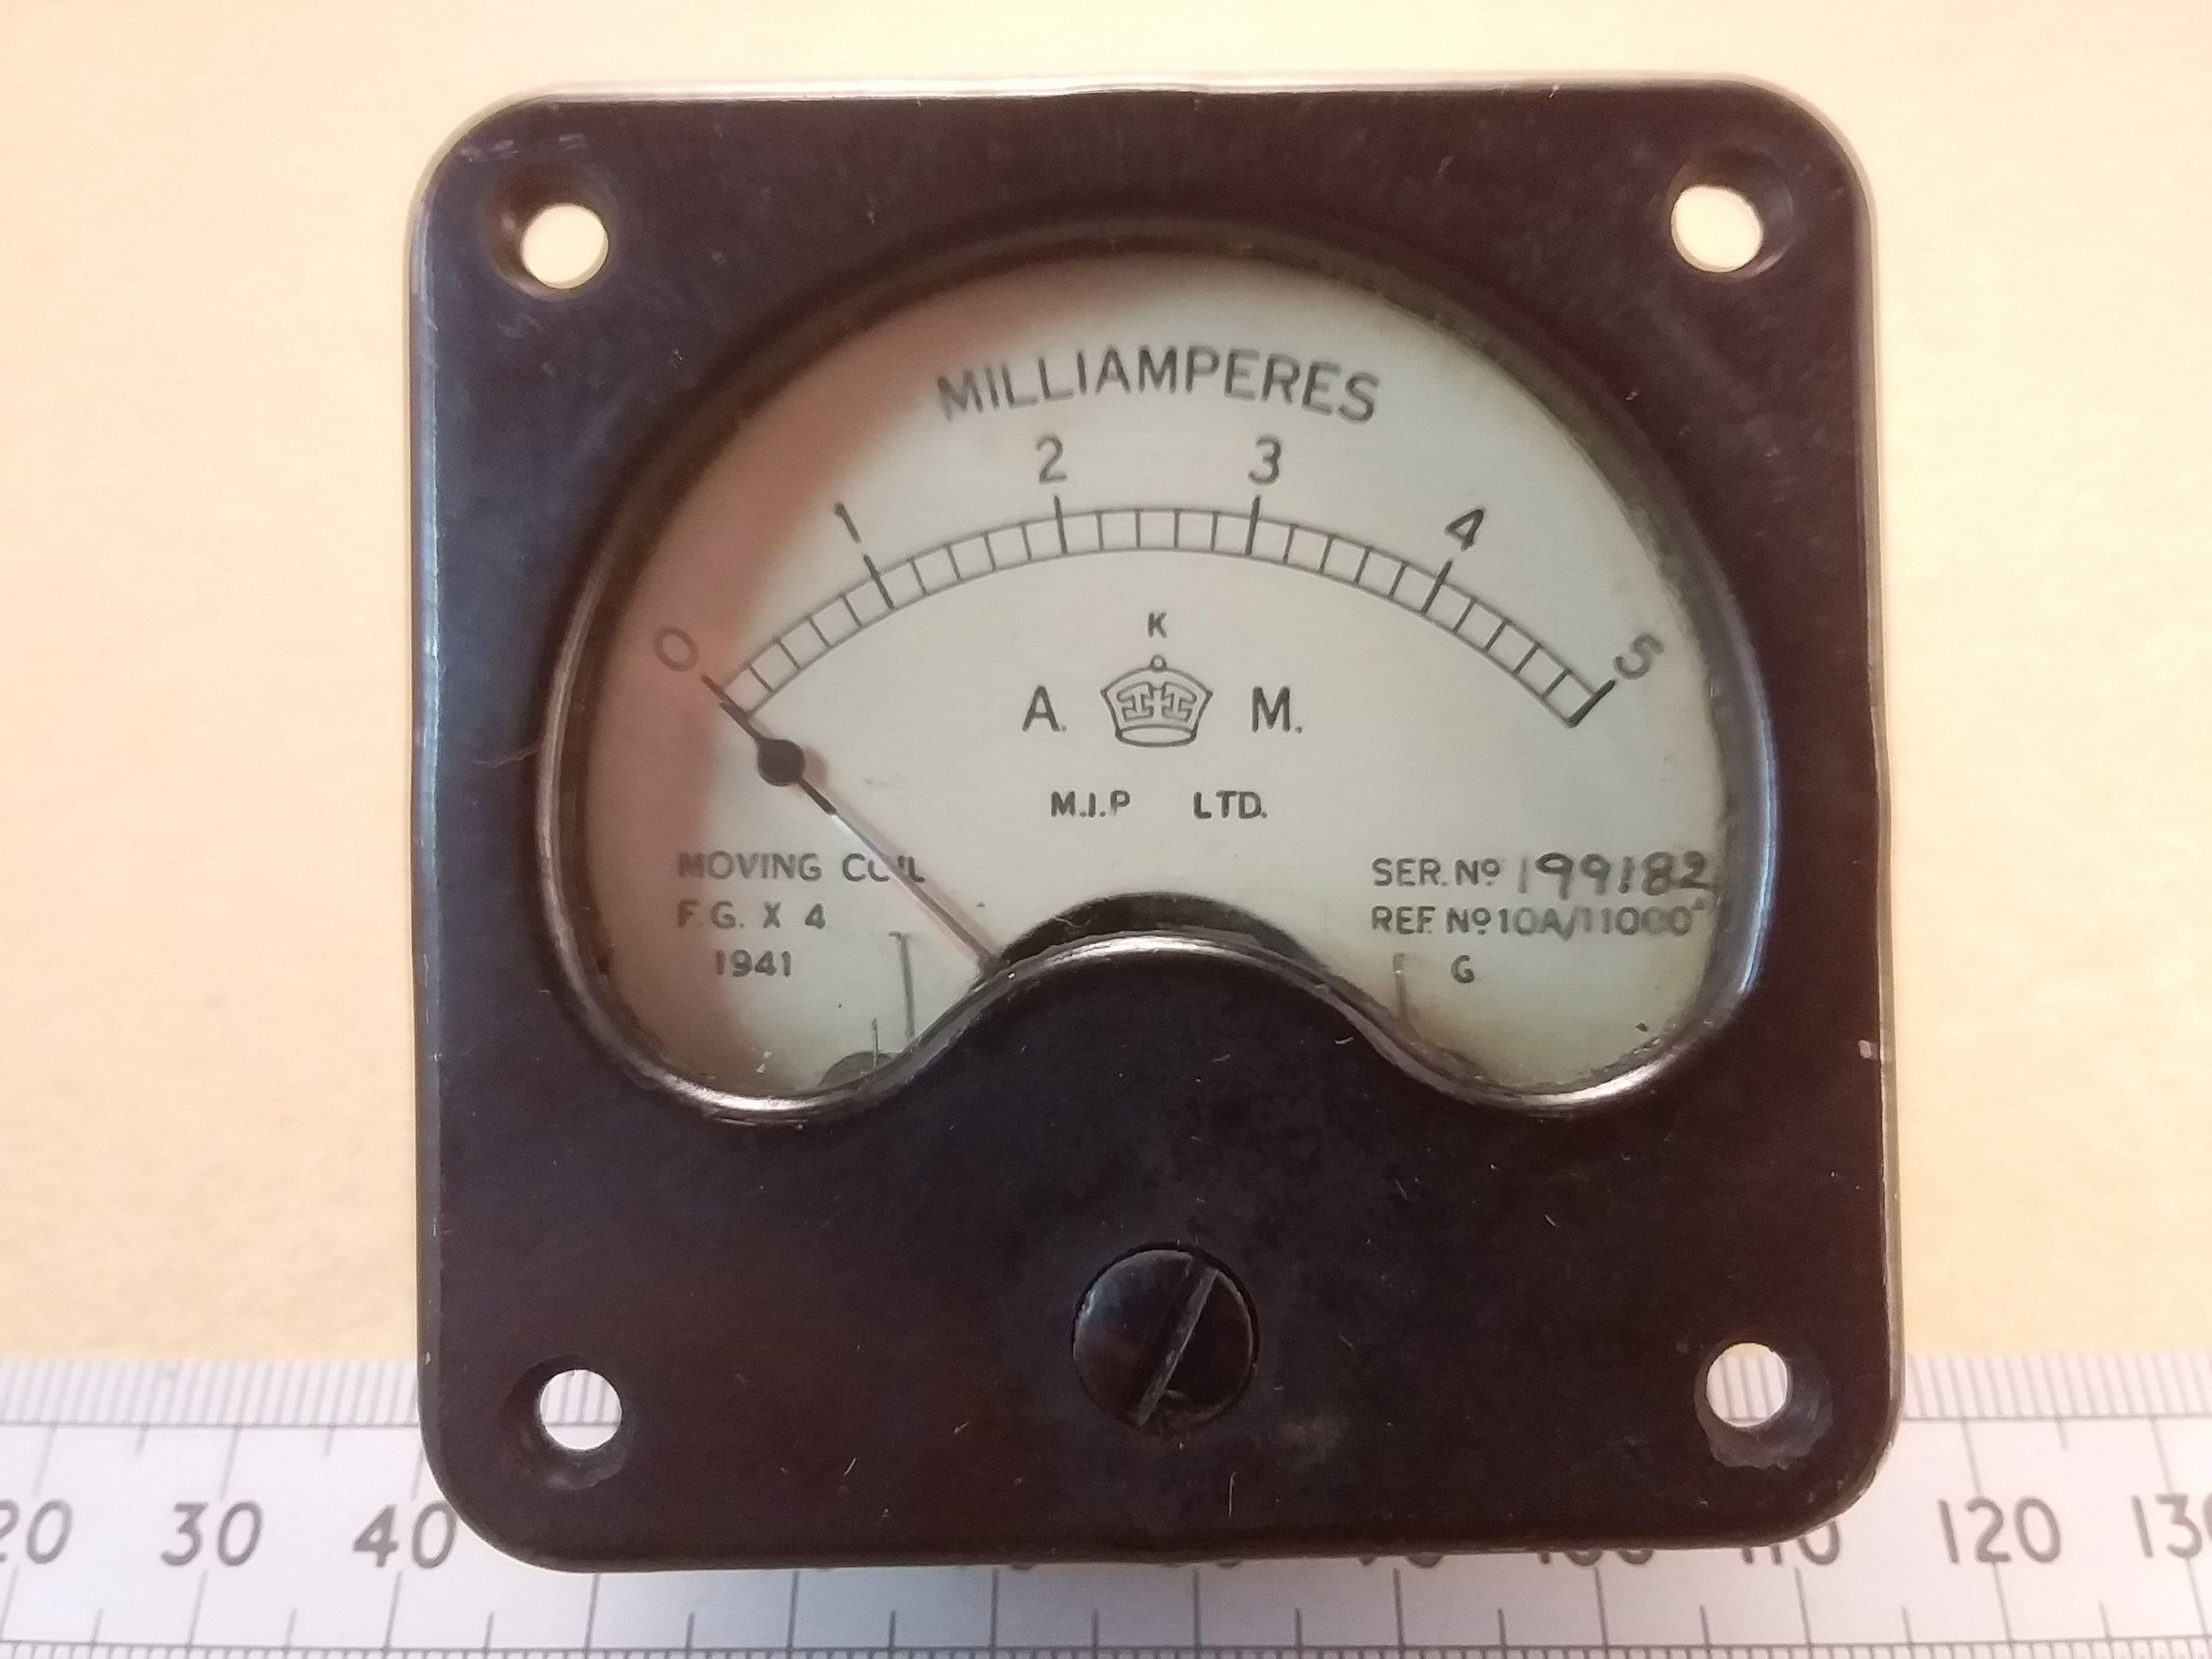 MILLIAMPERES
0 1 2 3 4 5
K
A. M.
M.I.P LTD.
MOVING COIL
F.G. X 4
1941
SER. Nº 199182
REF. Nº 10A/11000
G
20 30 40 110 120 130